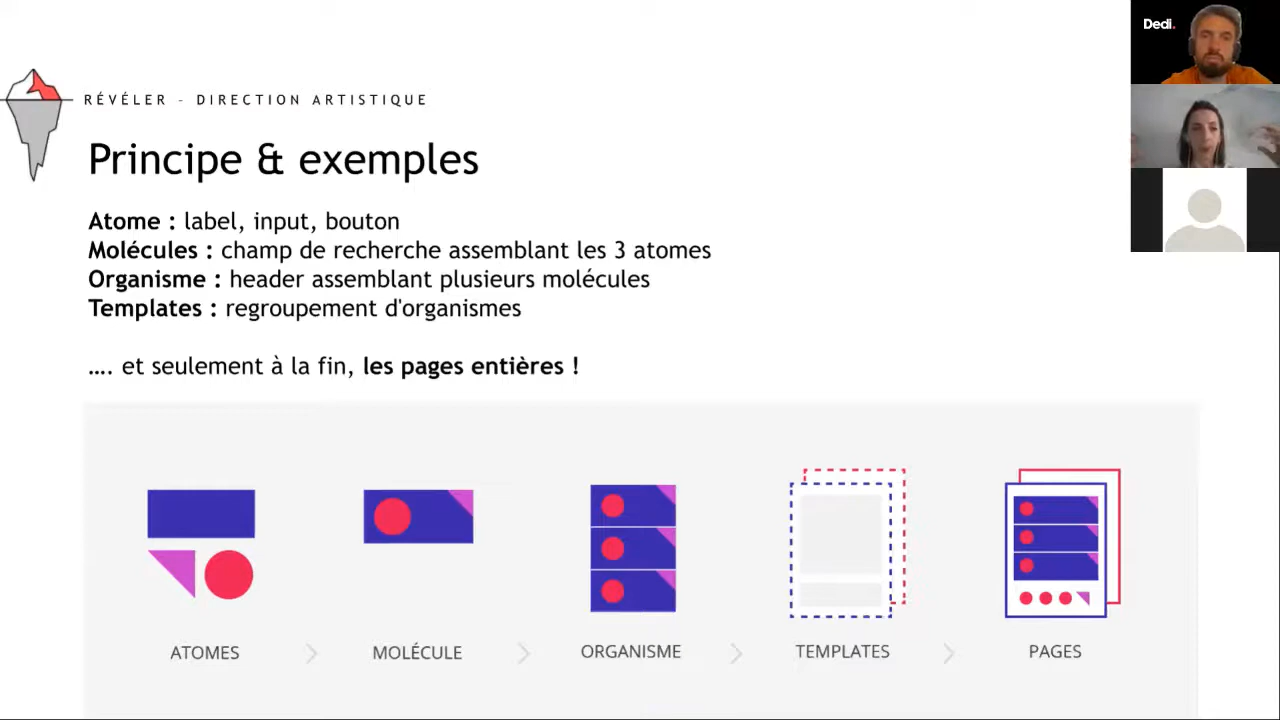 Dedi.
RÉVÉLER - DIRECTION ARTISTIQUE
Principe & exemples
Atome : label, input, bouton
Molécules : champ de recherche assemblant les 3 atomes
Organisme : header assemblant plusieurs molécules
Templates : regroupement d'organismes
.... et seulement à la fin, les pages entières !
ATOMES
MOLÉCULE
ORGANISME
TEMPLATES
PAGES